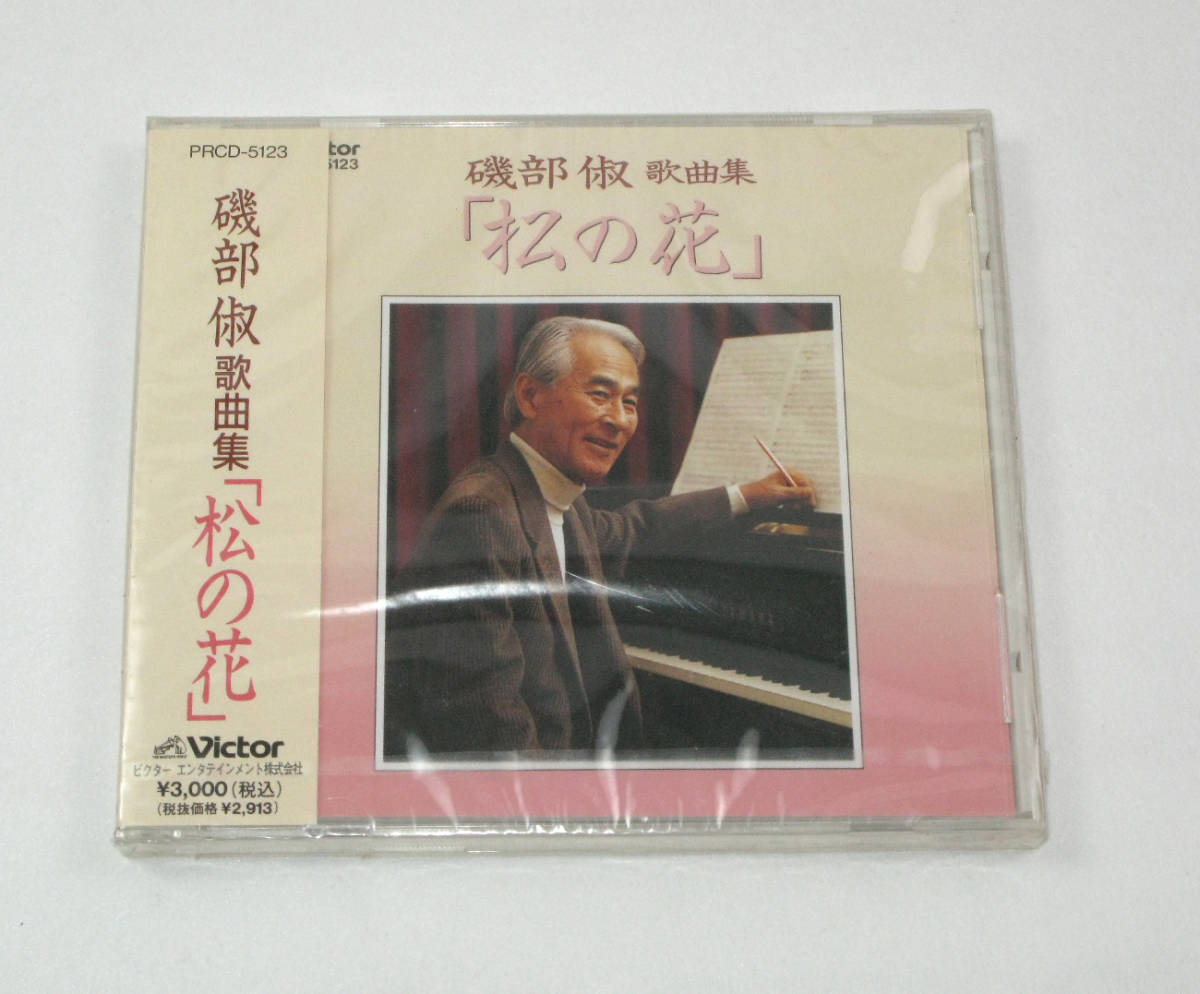 PRCD-5123
磯部俶歌曲集「松の花」
Victor
ビクター エンタテインメント株式会社
¥3,000(税込)
(税抜価格 ¥2,913)
tor
5123
磯部 俶 歌曲集
「松の花」